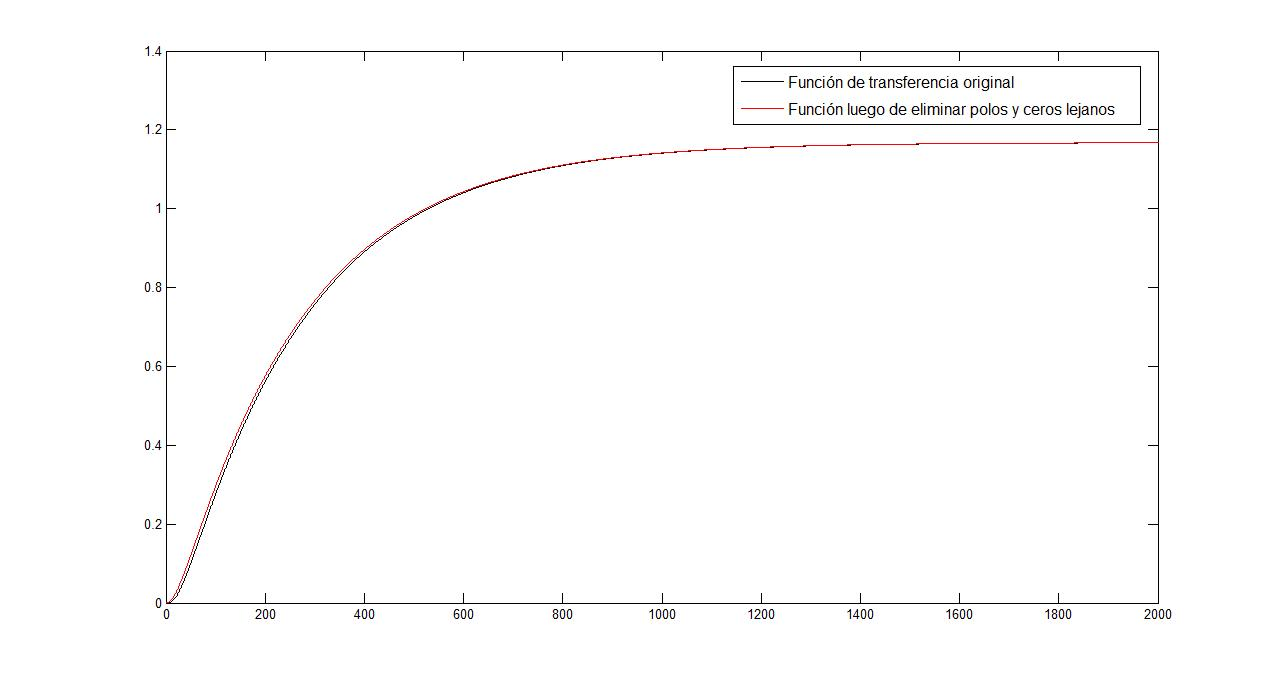 1.4
Función de transferencia original
Función luego de eliminar polos y ceros lejanos
1.2
1
0.8
0.6
0.4
0.2
0
0 200 400 600 800 1000 1200 1400 1600 1800 2000